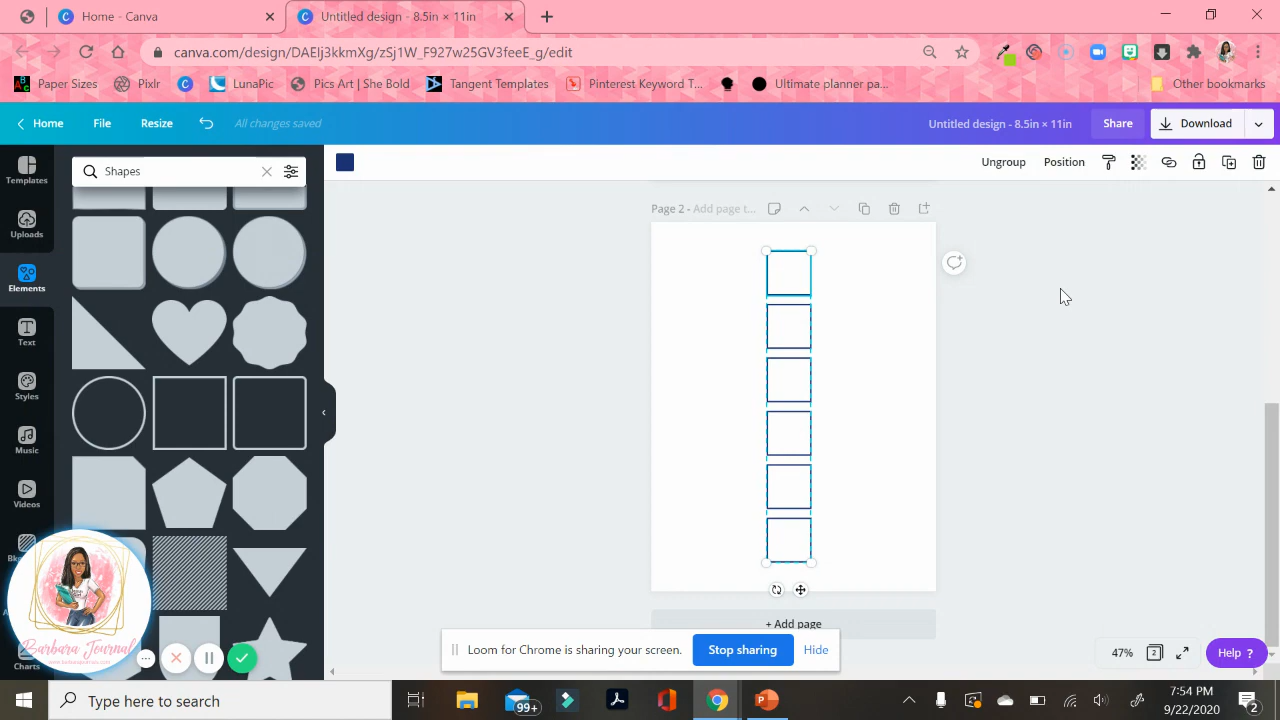 Home - Canva
Untitled design - 8.5in × 11in
canva.com/design/DAEIj3kkmXg/zSj1W_F927w25GV3feeE_g/edit
Paper Sizes
Pixlr
LunaPic
Pics Art | She Bold
Tangent Templates
Pinterest Keyword T...
Ultimate planner pa...
Other bookmarks
Home
File
Resize
All changes saved
Untitled design - 8.5in × 11in
Share
Download
Templates
Uploads
Elements
Text
Styles
Music
Videos
Charts
Shapes
Ungroup
Position
Page 2 - Add page t...
+ Add page
Barbara Journal
Loom for Chrome is sharing your screen.
Stop sharing
Hide
47%
2
Help ?
Type here to search
99+
7:54 PM
9/22/2020
2